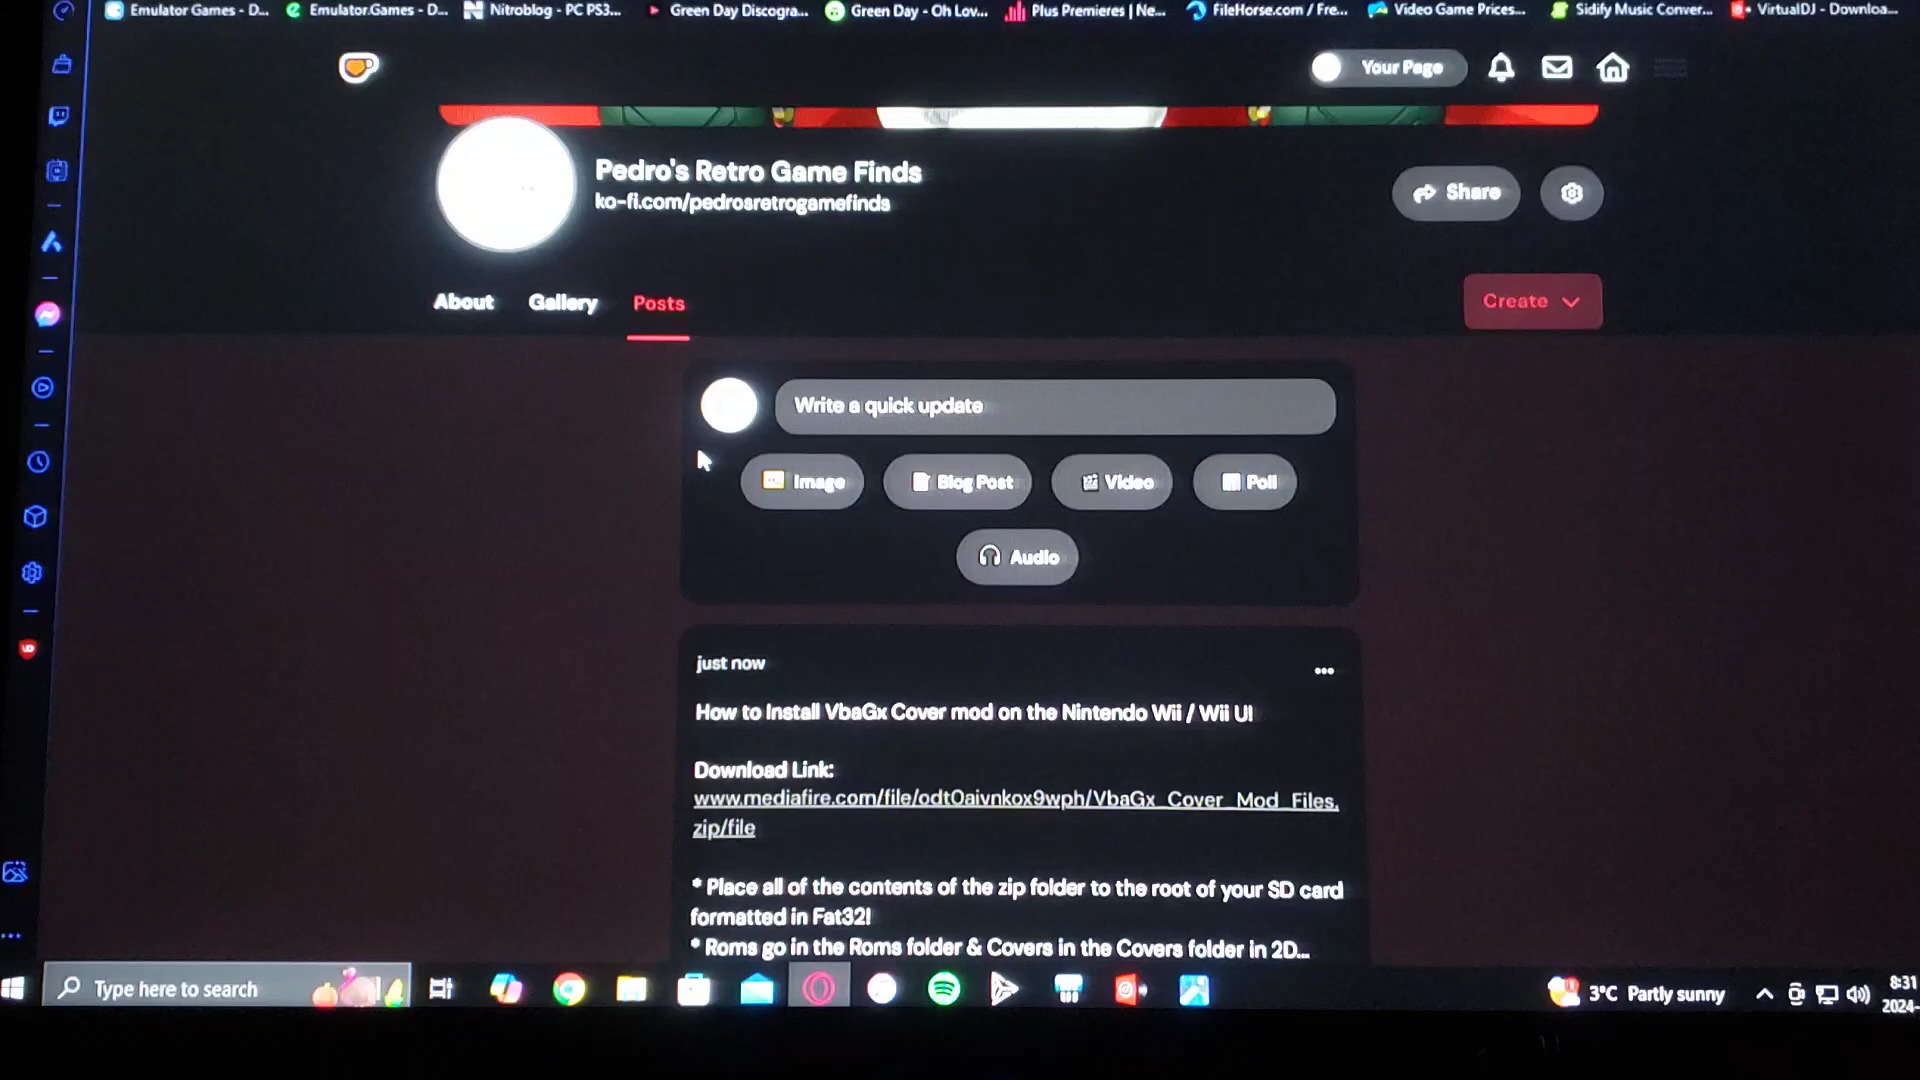 Emulator Games - D...
Emulator.Games - D...
Nitroblog - PC PS3...
Green Day Discogra...
Green Day - Oh Lov...
Plus Premieres | Ne...
FileHorse.com / Fre...
Video Game Prices...
Sidify Music Conver...
VirtualDJ - Downloa...
Your Page
Pedro's Retro Game Finds
ko-fi.com/pedrosretrogamefinds
Share
About
Gallery
Posts
Create
Write a quick update
Image
Blog Post
Video
Poll
Audio
just now
How to Install VbaGx Cover mod on the Nintendo Wii / Wii U!
Download Link:
www.mediafire.com/file/odt0aivnkox9wph/VbaGx_Cover_Mod_Files.
zip/file
* Place all of the contents of the zip folder to the root of your SD card
formatted in Fat32!
* Roms go in the Roms folder & Covers in the Covers folder in 2D...
Type here to search
3°C Partly sunny
8:31
2024-